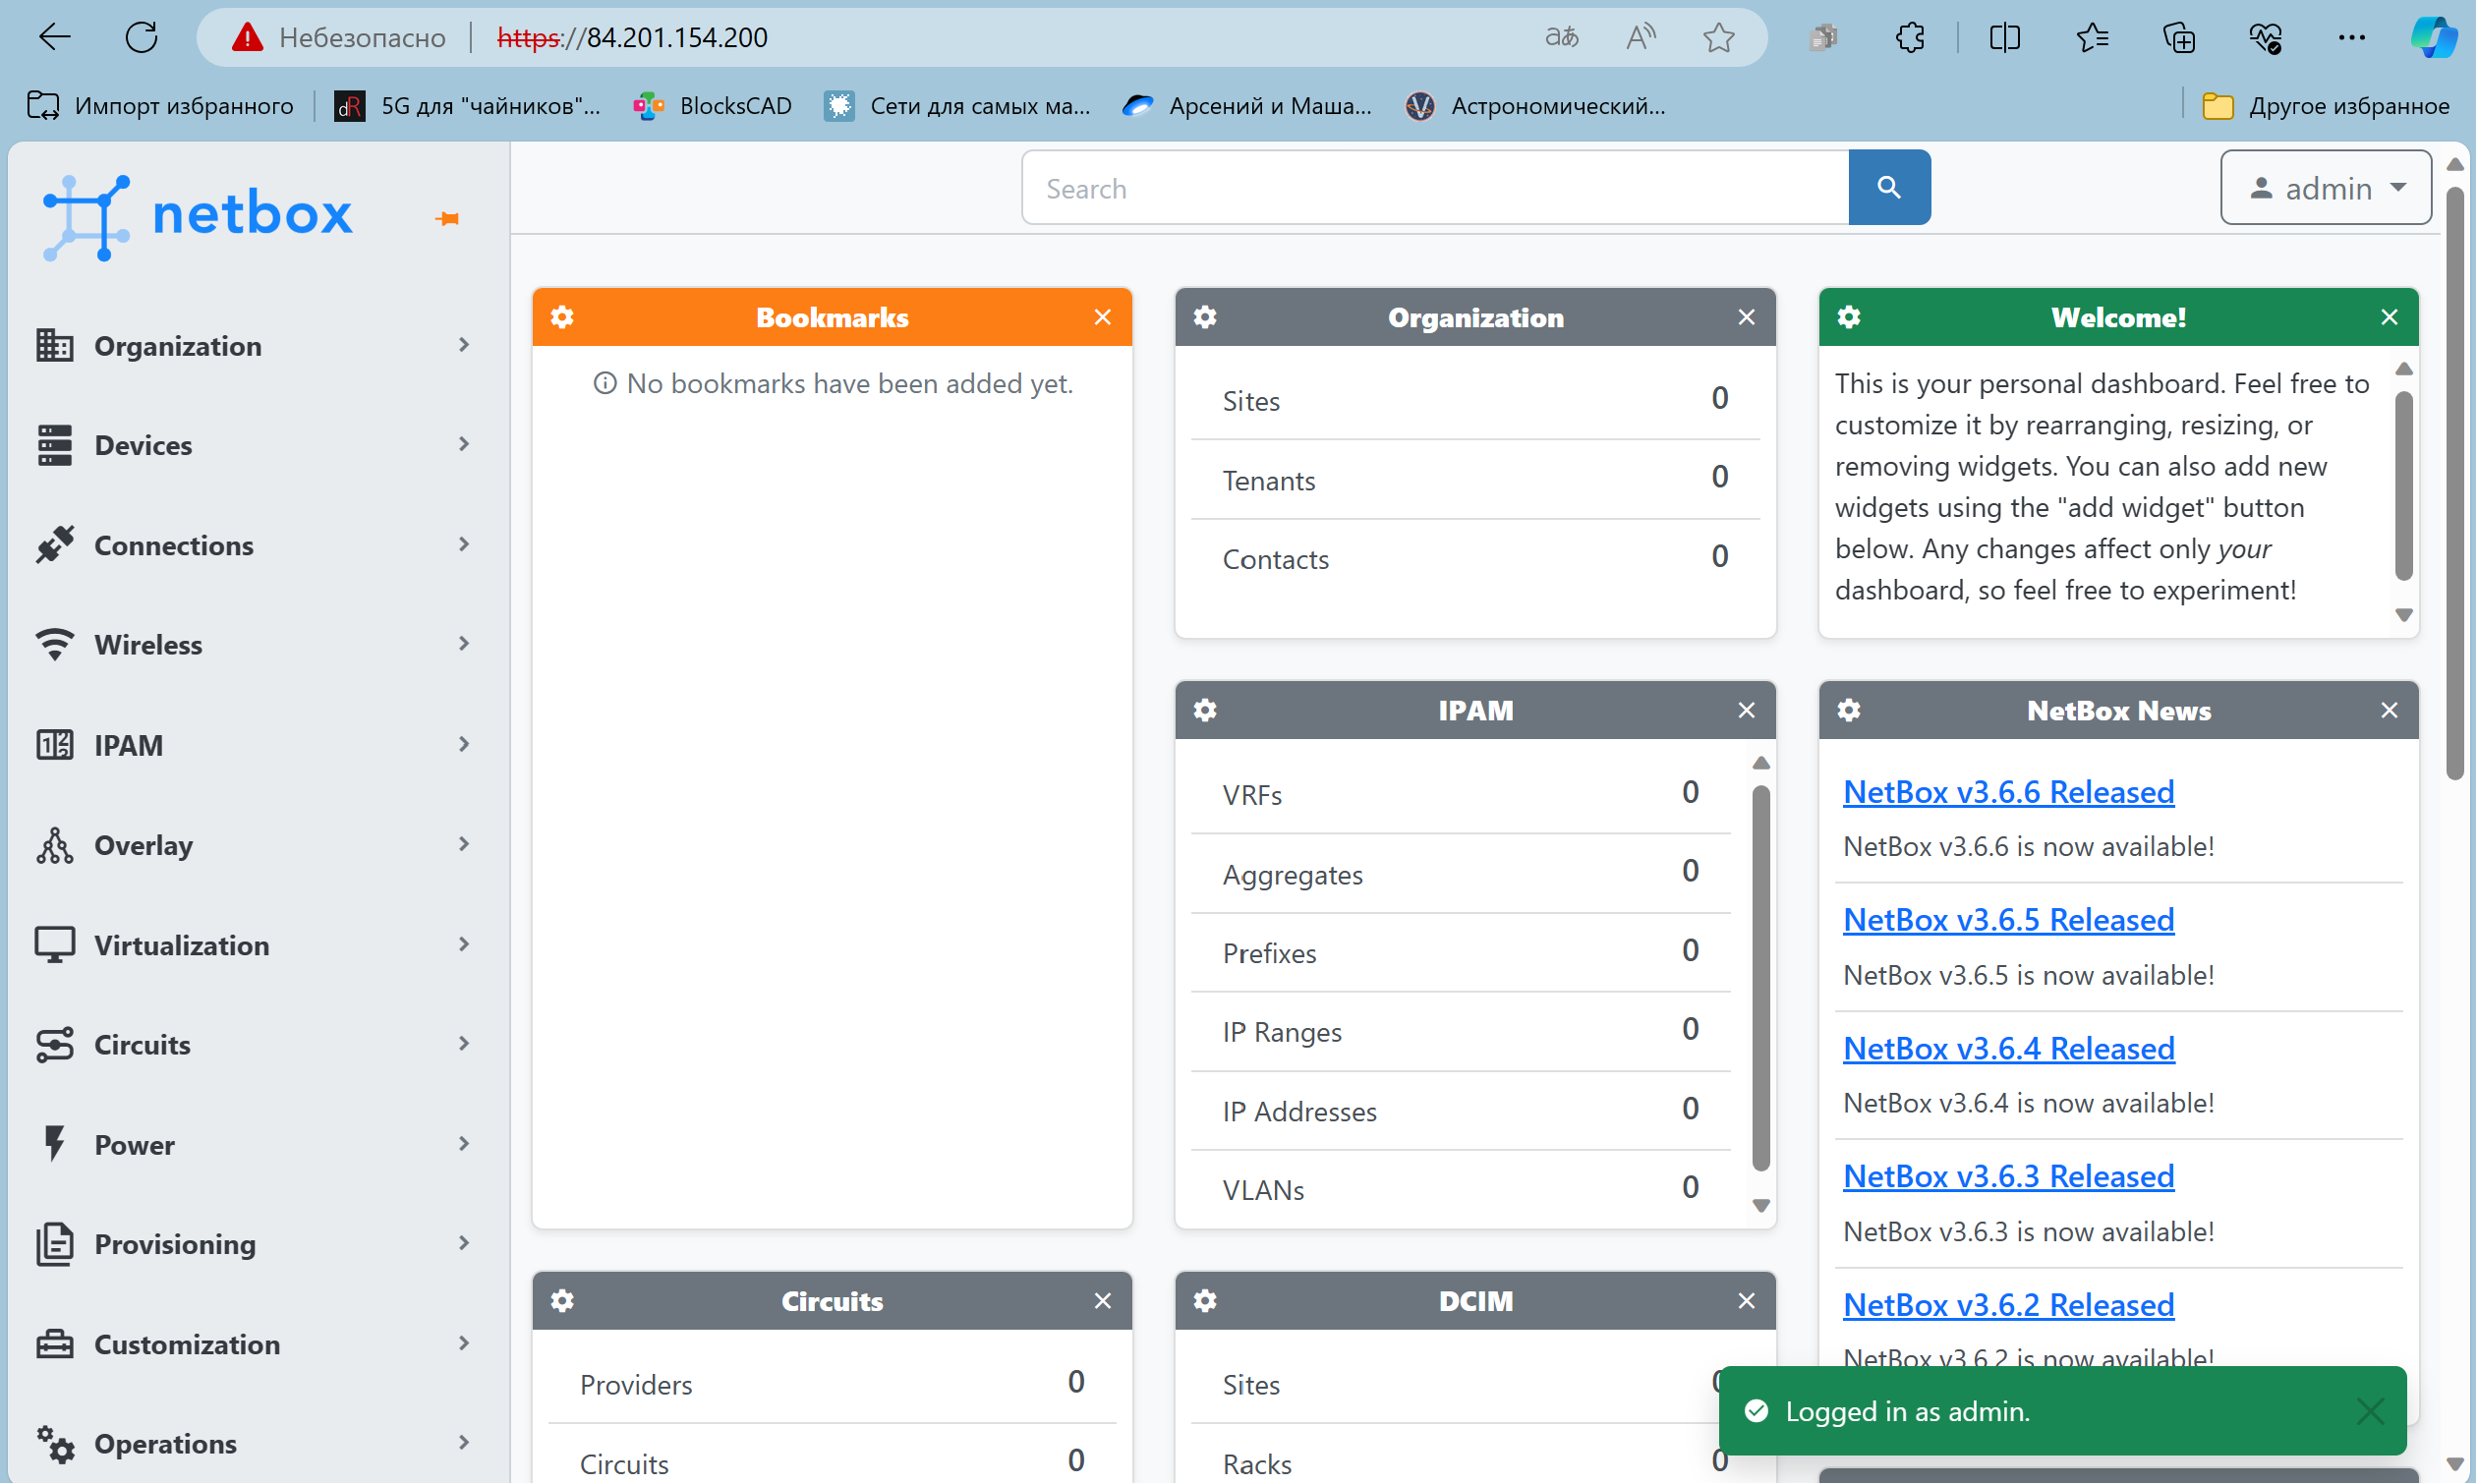 Небезопасно https://84.201.154.200
Импорт избранного 5G для "чайников"... BlocksCAD Сети для самых ма... Арсений и Маша... Астрономический... Другое избранное
netbox
Search
admin
Organization
Devices
Connections
Wireless
IPAM
Overlay
Virtualization
Circuits
Power
Provisioning
Customization
Operations
Bookmarks
No bookmarks have been added yet.
Organization
Sites 0
Tenants 0
Contacts 0
Welcome!
This is your personal dashboard. Feel free to
customize it by rearranging, resizing, or
removing widgets. You can also add new
widgets using the "add widget" button
below. Any changes affect only your
dashboard, so feel free to experiment!
IPAM
VRFs 0
Aggregates 0
Prefixes 0
IP Ranges 0
IP Addresses 0
VLANs 0
NetBox News
NetBox v3.6.6 Released
NetBox v3.6.6 is now available!
NetBox v3.6.5 Released
NetBox v3.6.5 is now available!
NetBox v3.6.4 Released
NetBox v3.6.4 is now available!
NetBox v3.6.3 Released
NetBox v3.6.3 is now available!
NetBox v3.6.2 Released
NetBox v3.6.2 is now available!
Circuits
Providers 0
Circuits 0
DCIM
Sites 0
Racks 0
Logged in as admin.